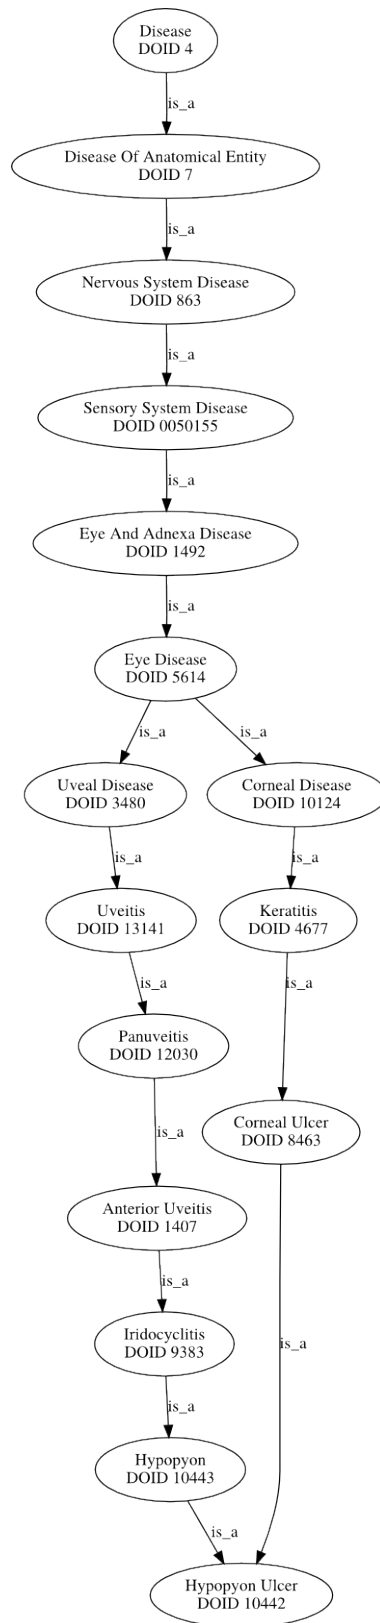 Disease
DOID 4
is_a
Disease Of Anatomical Entity
DOID 7
is_a
Nervous System Disease
DOID 863
is_a
Sensory System Disease
DOID 0050155
is_a
Eye And Adnexa Disease
DOID 1492
is_a
Eye Disease
DOID 5614
is_a
is_a
Uveal Disease
DOID 3480
Corneal Disease
DOID 10124
is_a
is_a
Uveitis
DOID 13141
Keratitis
DOID 4677
is_a
is_a
Panuveitis
DOID 12030
is_a
Corneal Ulcer
DOID 8463
Anterior Uveitis
DOID 1407
is_a
Iridocyclitis
DOID 9383
is_a
is_a
Hypopyon
DOID 10443
is_a
Hypopyon Ulcer
DOID 10442